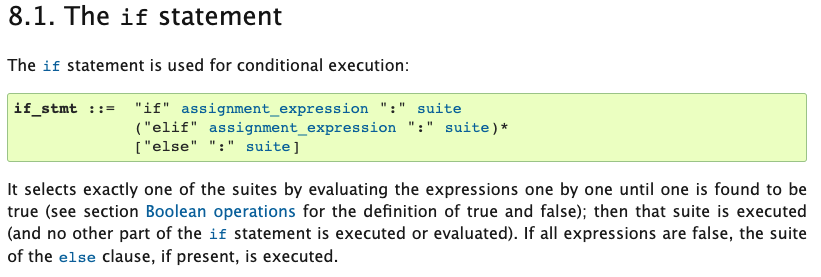 8.1. The if statement
The if statement is used for conditional execution:
if_stmt ::=  "if" assignment_expression ":" suite
("elif" assignment_expression ":" suite)*
["else" ":" suite]
It selects exactly one of the suites by evaluating the expressions one by one until one is found to be
true (see section Boolean operations for the definition of true and false); then that suite is executed
(and no other part of the if statement is executed or evaluated). If all expressions are false, the suite
of the else clause, if present, is executed.